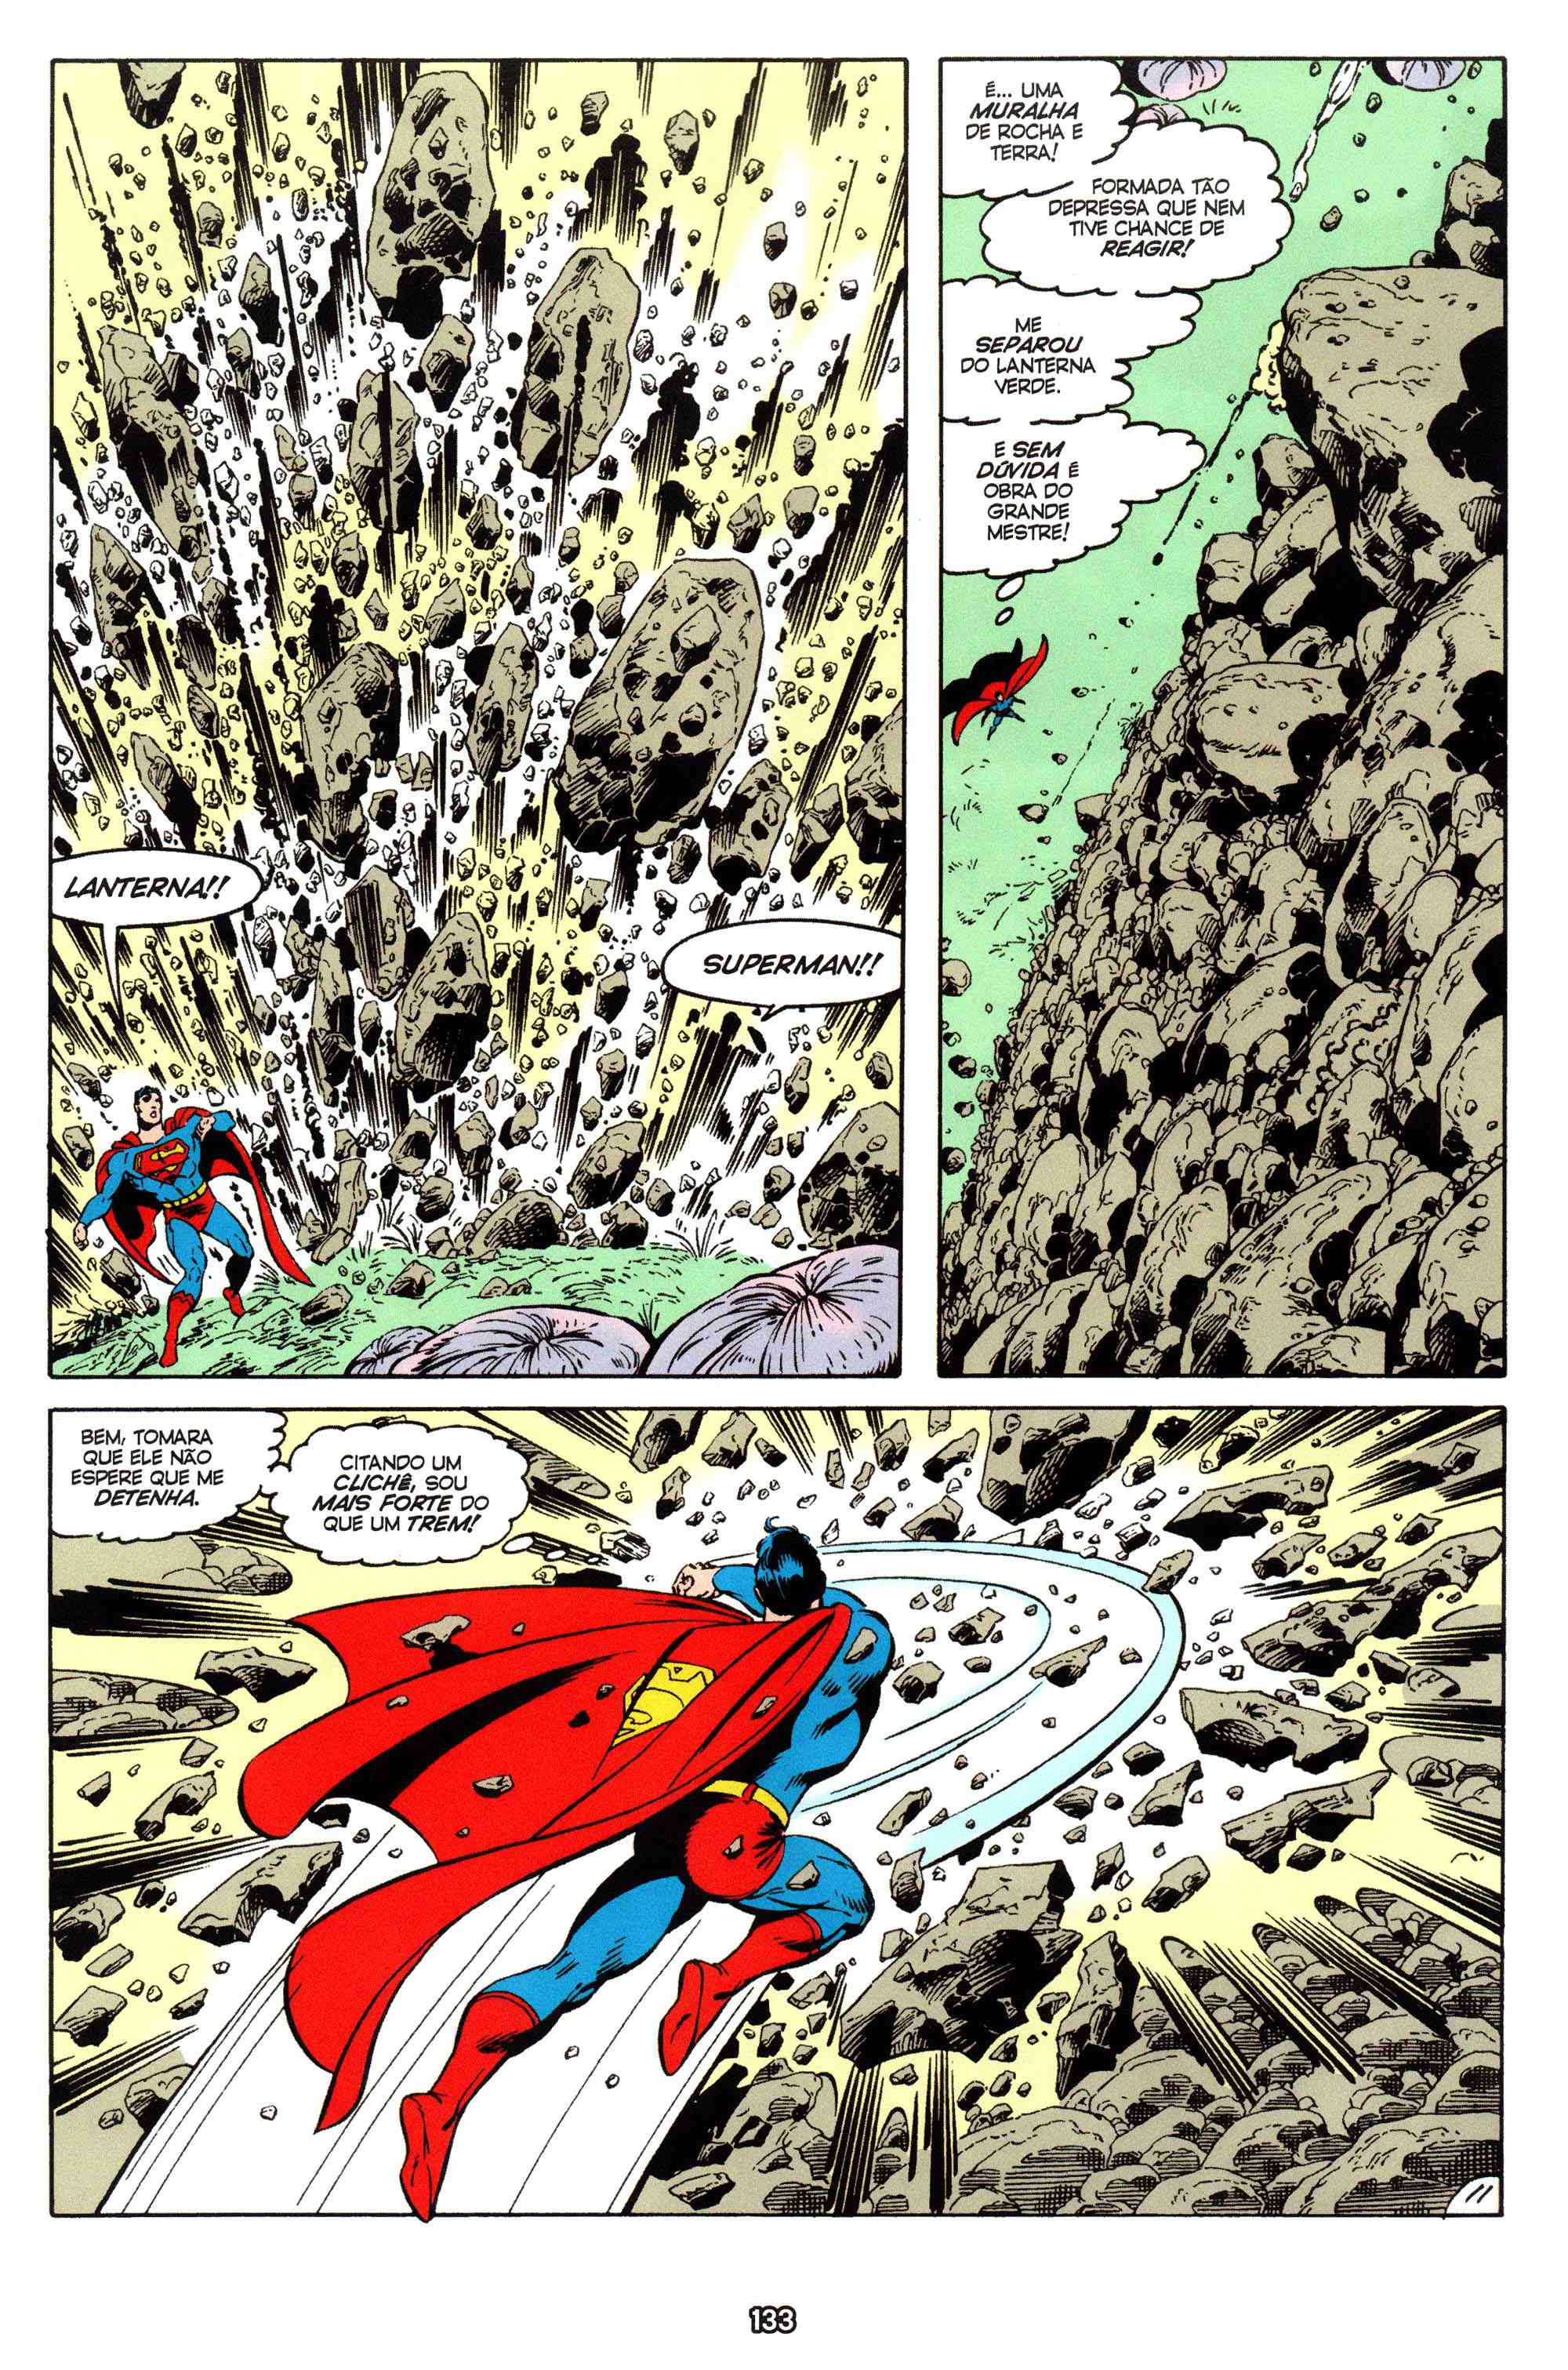 LANTERNA!!
SUPERMAN!!
É... UMA
MURALHA
DE ROCHA E
TERRA!
FORMADA TÃO
DEPRESSA QUE NEM
TIVE CHANCE DE
REAGIR!
ME
SEPAROU
DO LANTERNA
VERDE.
E SEM
DÚVIDA É
OBRA DO
GRANDE
MESTRE!
BEM, TOMARA
QUE ELE NÃO
ESPERE QUE ME
DETENHA.
CITANDO UM
CLICHÊ, SOU
MAIS FORTE DO
QUE UM TREM!
11
133